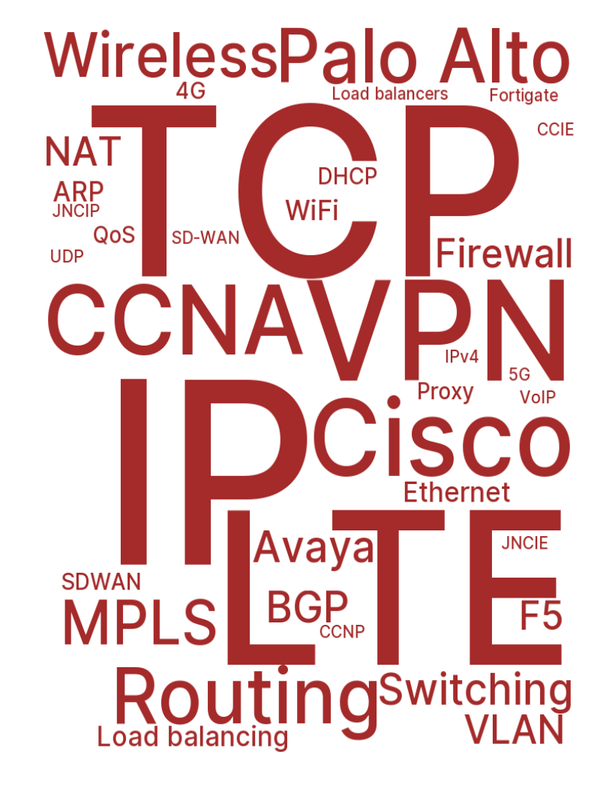 Wireless Palo Alto
4G Load balancers Fortigate
CCIE
TCP
NAT
DHCP
ARP
WiFi
JNCIP
QoS SD-WAN
Firewall
UDP
CCNA VPN
IPv4
5G
Proxy
VoIP
IP
Cisco
Ethernet
LTE
Avaya
JNCIE
SDWAN
MPLS
BGP
F5
CCNP
Routing
Switching
Load balancing
VLAN